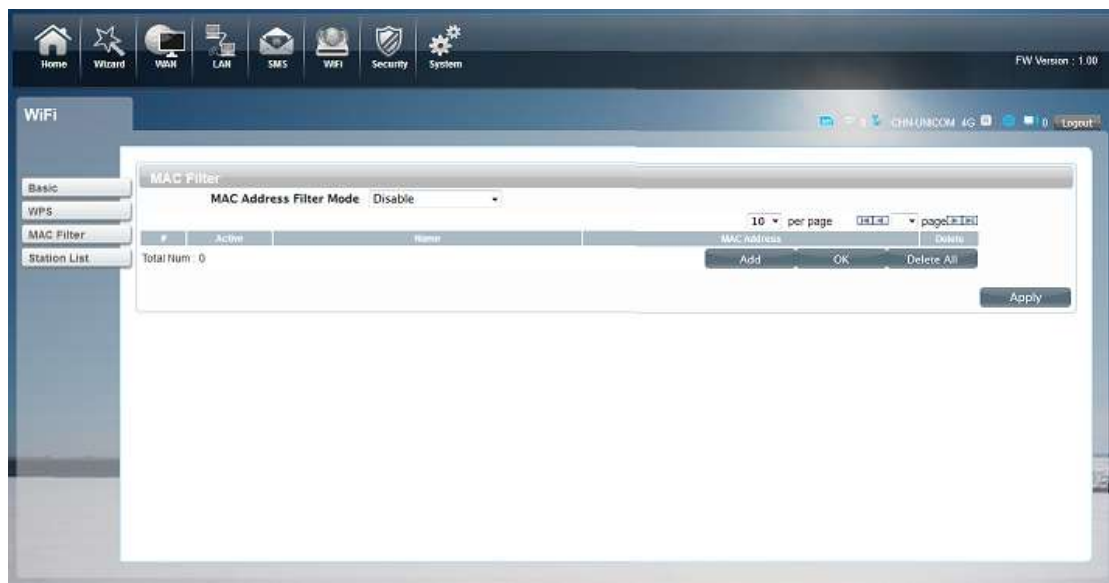 Home Wizard WAN LAN SMS WiFi Security System
FW Version : 1.00
WiFi
CHN-UNICOM 4G 0 Logout
Basic
WPS
MAC Filter
Station List
MAC Filter
MAC Address Filter Mode Disable
10 per page page
# Active Name MAC Address Delete
Total Num : 0
Add OK Delete All
Apply